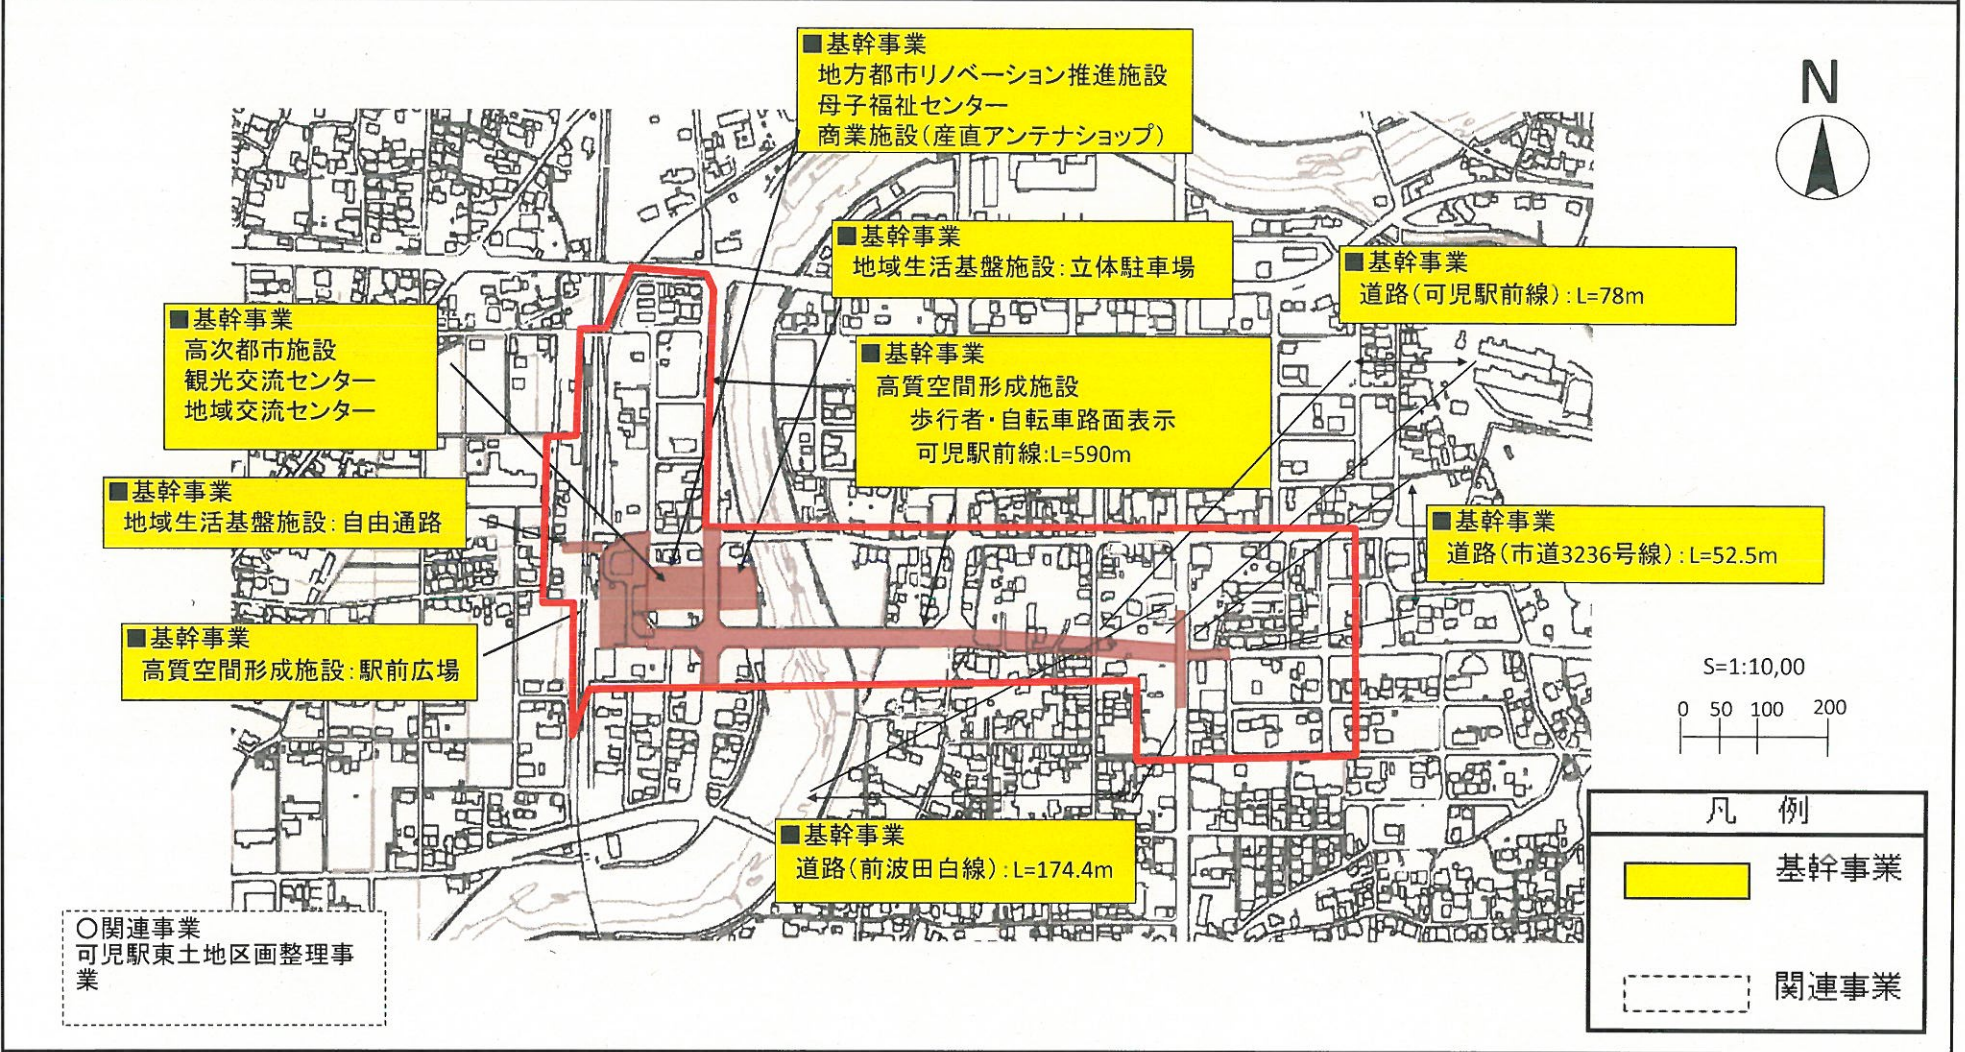 ■基幹事業
地方都市リノベーション推進施設
母子福祉センター
商業施設(産直アンテナショップ)
N
■基幹事業
地域生活基盤施設:立体駐車場
■基幹事業
道路(可児駅前線):L=78m
■基幹事業
高次都市施設
観光交流センター
地域交流センター
■基幹事業
高質空間形成施設
歩行者・自転車路面表示
可児駅前線:L=590m
■基幹事業
地域生活基盤施設:自由通路
■基幹事業
道路(市道3236号線):L=52.5m
■基幹事業
高質空間形成施設:駅前広場
S=1:10,00
0 50 100 200
■基幹事業
道路(前波田白線):L=174.4m
凡 例
基幹事業
関連事業
○関連事業
可児駅東土地区画整理事
業